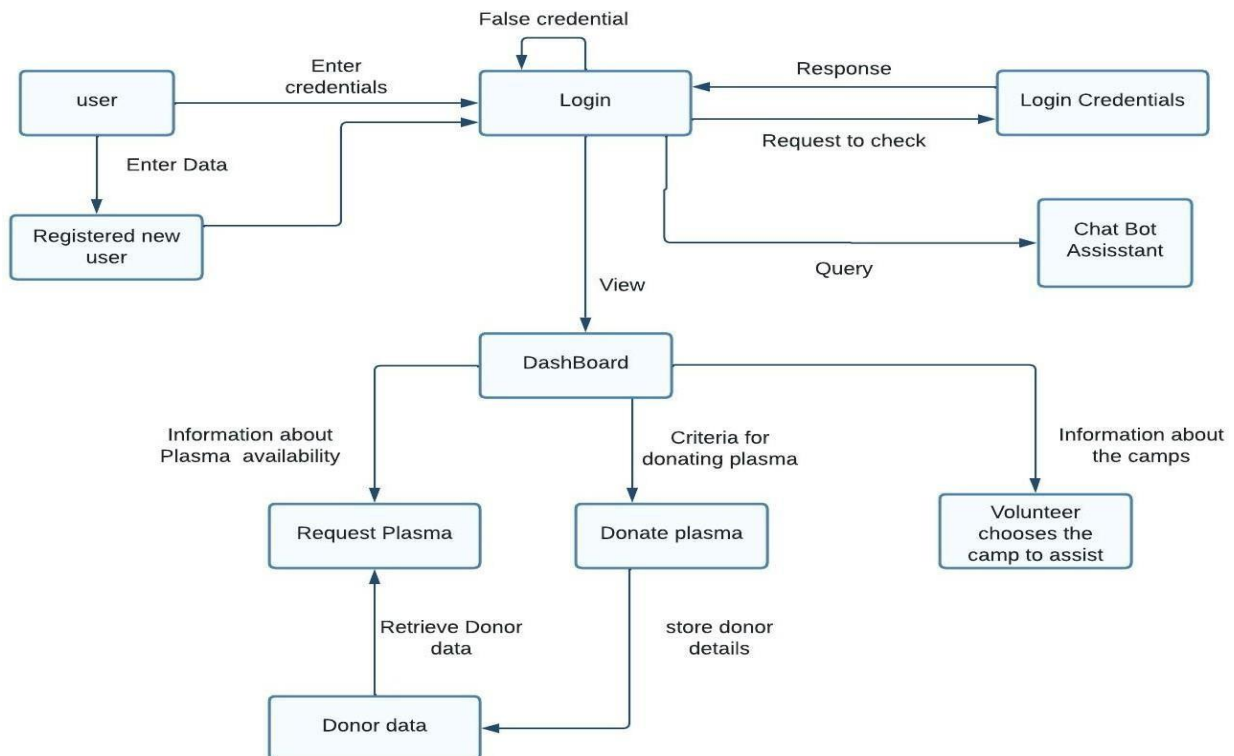 False credential
Enter
credentials
Response
user
Login
Login Credentials
Request to check
Enter Data
Registered new
user
Chat Bot
Assisstant
Query
View
DashBoard
Information about
Plasma availability
Criteria for
donating plasma
Information about
the camps
Request Plasma
Donate plasma
Volunteer
chooses the
camp to assist
Retrieve Donor
data
store donor
details
Donor data